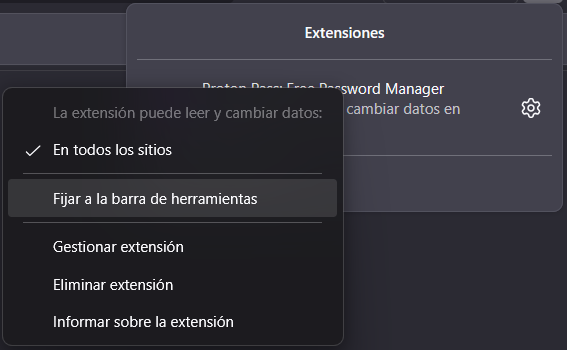 Extensiones
Proton Pass: Free Password Manager
cambiar datos en
La extensión puede leer y cambiar datos:
En todos los sitios
Fijar a la barra de herramientas
Gestionar extensión
Eliminar extensión
Informar sobre la extensión